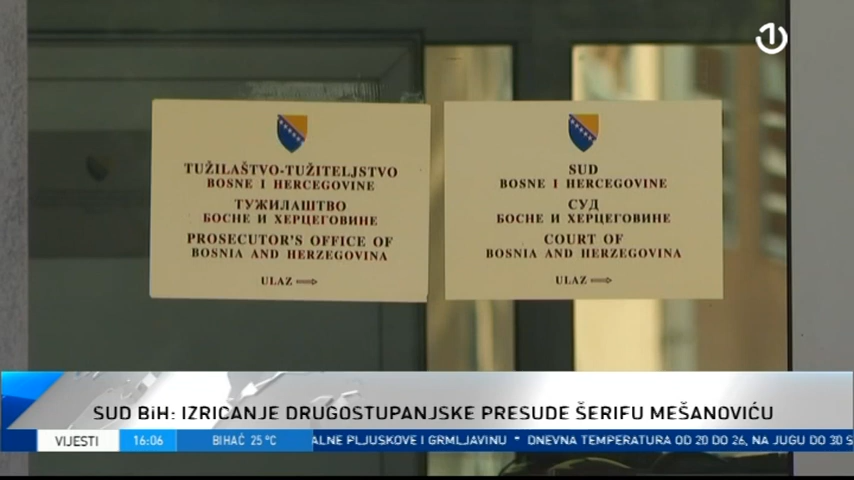 TUŽILAŠTVO-TUŽITELJSTVO
BOSNE I HERCEGOVINE
ТУЖИЛАШТВО
БОСНЕ И ХЕРЦЕГОВИНЕ
PROSECUTOR'S OFFICE OF
BOSNIA AND HERZEGOVINA
ULAZ
SUD
BOSNE I HERCEGOVINE
СУД
БОСНЕ И ХЕРЦЕГОВИНЕ
COURT OF
BOSNIA AND HERZEGOVINA
ULAZ
1
SUD BiH: IZRICANJE DRUGOSTUPANJSKE PRESUDE ŠERIFU MEŠANOVIĆU
VIJESTI 16:06 BIHAĆ 25 °C ALNE PLJUSKOVE I GRMLJAVINU * DNEVNA TEMPERATURA OD 20 DO 26, NA JUGU DO 30 S